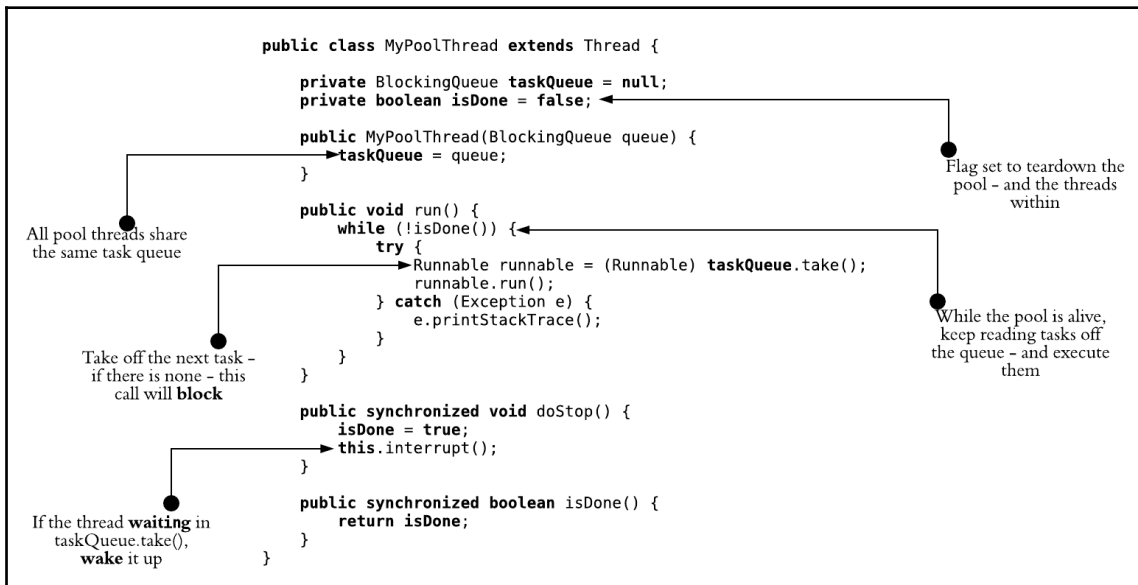 public class MyPoolThread extends Thread {
private BlockingQueue taskQueue = null;
private boolean isDone = false;
public MyPoolThread(BlockingQueue queue) {
taskQueue = queue;
}
public void run() {
while (!isDone()) {
try {
Runnable runnable = (Runnable) taskQueue.take();
runnable.run();
} catch (Exception e) {
e.printStackTrace();
}
}
}
public synchronized void doStop() {
isDone = true;
this.interrupt();
}
public synchronized boolean isDone() {
return isDone;
}
}
Flag set to teardown the
pool – and the threads
within
All pool threads share
the same task queue
While the pool is alive,
keep reading tasks off
the queue – and execute
them
Take off the next task –
if there is none – this
call will block
If the thread waiting in
taskQueue.take(),
wake it up